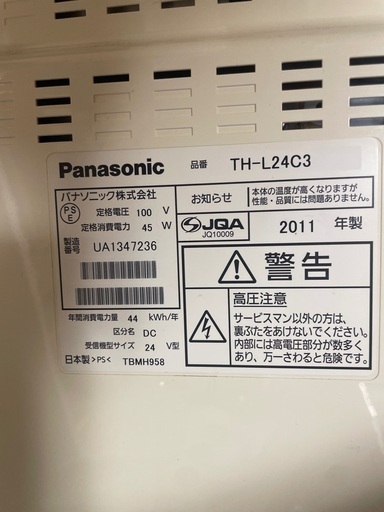 Panasonic 品番 TH-L24C3
パナソニック株式会社
PS E 定格電圧 100 V
定格消費電力 45 W
製造番号 UA1347236
年間消費電力量 44 kWh/年
区分名 DC
受信機型サイズ 24 V型
日本製 >PS< TBMH958
お知らせ
本体の温度が高くなりますが
性能・品質には問題ありません。
JQA
JQ10009
2011 年製
警告
高圧注意
サービスマン以外の方は、
裏ぶたをあけないでください。
内部には高電圧部分が数多く
あり、万一さわると危険です。